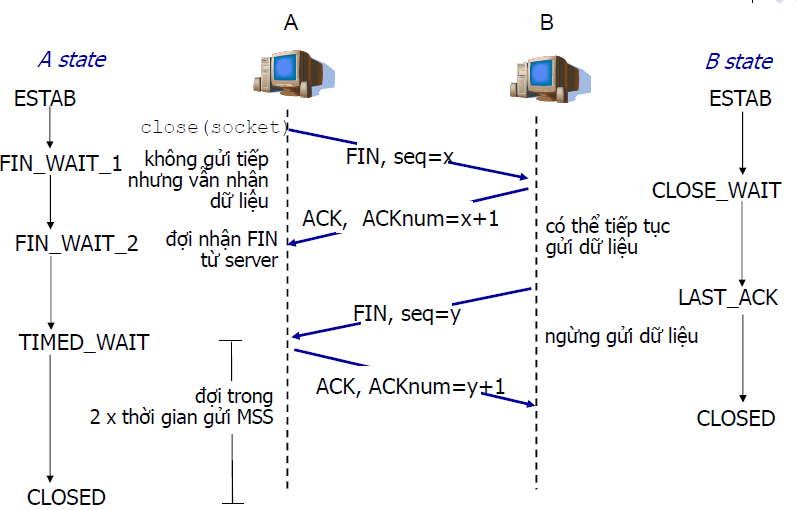 A
B
A state
B state
ESTAB
ESTAB
close(socket)
FIN, seq=x
FIN_WAIT_1
không gửi tiếp
nhưng vẫn nhận
dữ liệu
CLOSE_WAIT
ACK, ACKnum=x+1
có thể tiếp tục
gửi dữ liệu
FIN_WAIT_2
đợi nhận FIN
từ server
LAST_ACK
FIN, seq=y
ngừng gửi dữ liệu
TIMED_WAIT
ACK, ACKnum=y+1
đợi trong
2 x thời gian gửi MSS
CLOSED
CLOSED